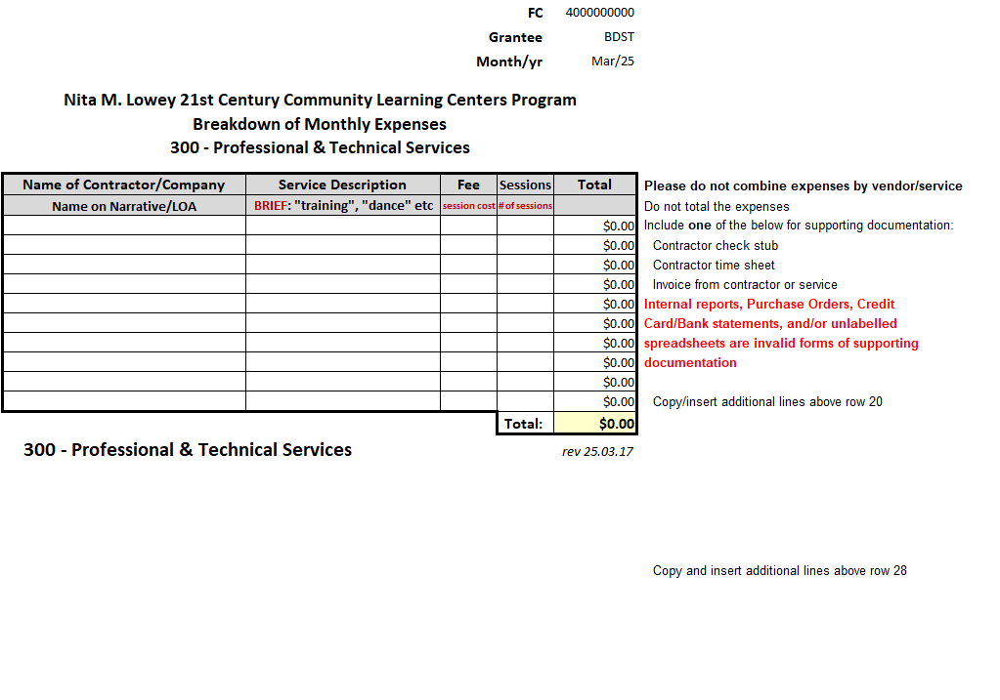 FC 4000000000
Grantee BDST
Month/yr Mar/25
Nita M. Lowey 21st Century Community Learning Centers Program
Breakdown of Monthly Expenses
300 - Professional & Technical Services
Name of Contractor/Company Service Description Fee Sessions Total Please do not combine expenses by vendor/service
Name on Narrative/LOA BRIEF: "training", "dance" etc session cost # of sessions Do not total the expenses
$0.00 Include one of the below for supporting documentation:
$0.00 Contractor check stub
$0.00 Contractor time sheet
$0.00 Invoice from contractor or service
$0.00 Internal reports, Purchase Orders, Credit
$0.00 Card/Bank statements, and/or unlabelled
$0.00 spreadsheets are invalid forms of supporting
$0.00 documentation
$0.00
$0.00 Copy/insert additional lines above row 20
Total: $0.00
300 - Professional & Technical Services rev 25.03.17
Copy and insert additional lines above row 28